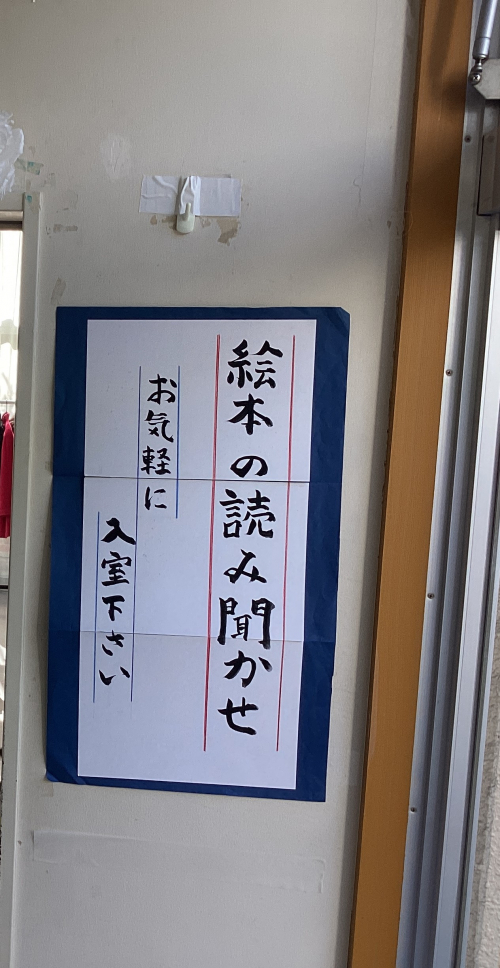 絵本の読み聞かせ
お気軽に
入室下さい